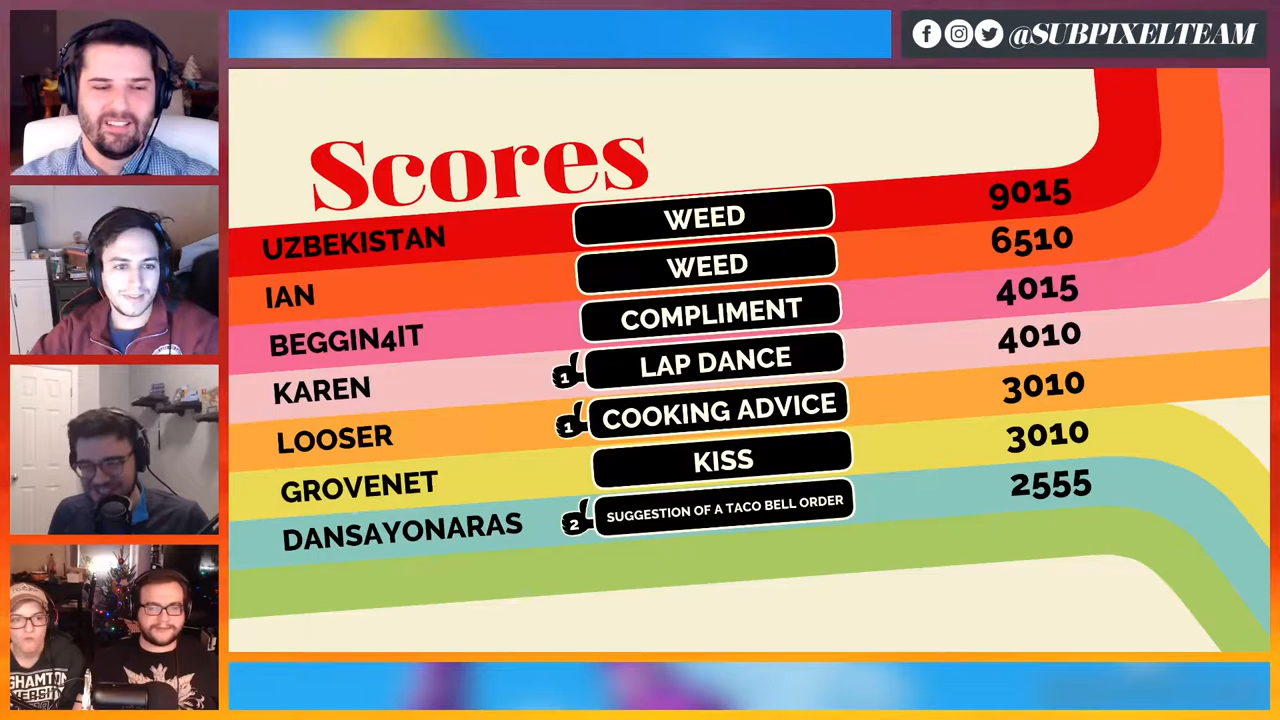 @SUBPIXELTEAM
Scores
UZBEKISTAN WEED 9015
IAN WEED 6510
BEGGIN4IT COMPLIMENT 4015
KAREN 1 LAP DANCE 4010
LOOSER 1 COOKING ADVICE 3010
GROVENET KISS 3010
DANSAYONARAS 2 SUGGESTION OF A TACO BELL ORDER 2555